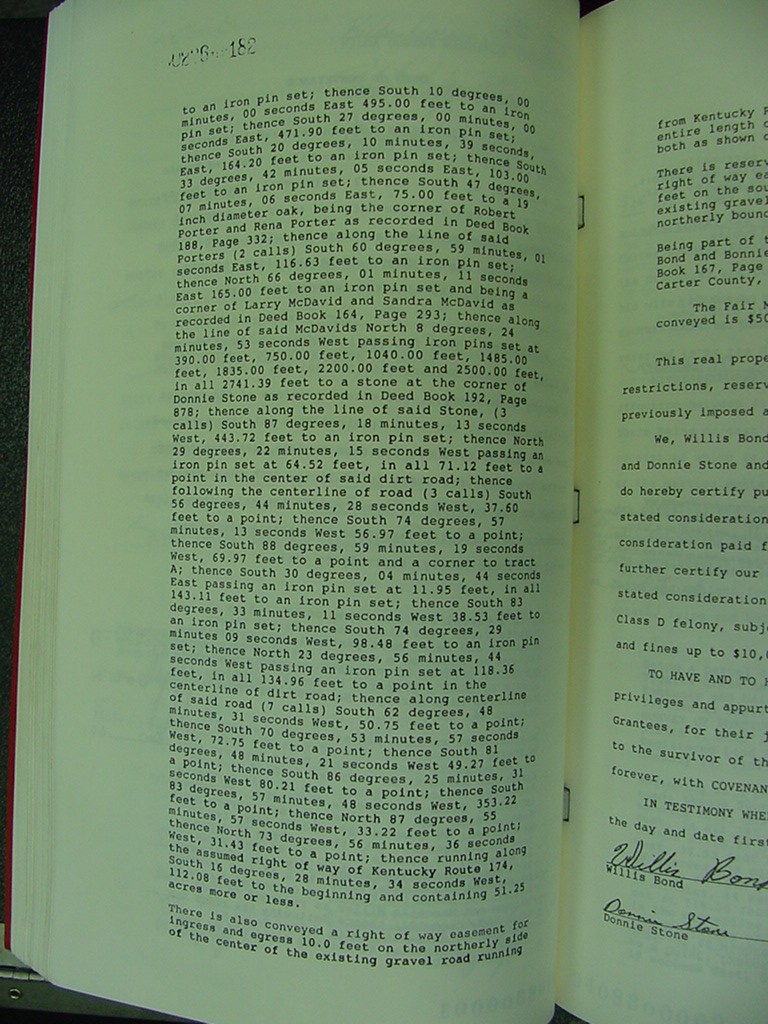 182
to an iron pin set; thence South 10 degrees, 00
minutes, 00 seconds East 495.00 feet to an iron
pin set; thence South 27 degrees, 00 minutes, 00
seconds East, 471.90 feet to an iron pin set;
thence South 20 degrees, 10 minutes, 39 seconds,
East, 164.20 feet to an iron pin set; thence South
33 degrees, 42 minutes, 05 seconds East, 103.00
feet to an iron pin set; thence South 47 degrees,
07 minutes, 06 seconds East, 75.00 feet to a 19
inch diameter oak, being the corner of Robert
Porter and Rena Porter as recorded in Deed Book
188, Page 332; thence along the line of said
Porters (2 calls) South 60 degrees, 59 minutes, 01
seconds East, 116.63 feet to an iron pin set;
thence North 66 degrees, 01 minutes, 11 seconds
East 165.00 feet to an iron pin set and being a
corner of Larry McDavid and Sandra McDavid as
recorded in Deed Book 164, Page 293; thence along
the line of said McDavids North 8 degrees, 24
minutes, 53 seconds West passing iron pins set at
390.00 feet, 750.00 feet, 1040.00 feet, 1485.00
feet, 1835.00 feet, 2200.00 feet and 2500.00 feet,
in all 2741.39 feet to a stone at the corner of
Donnie Stone as recorded in Deed Book 192, Page
878; thence along the line of said Stone, (3
calls) South 87 degrees, 18 minutes, 13 seconds
West, 443.72 feet to an iron pin set; thence North
29 degrees, 22 minutes, 15 seconds West passing an
iron pin set at 64.52 feet, in all 71.12 feet to a
point in the center of said dirt road; thence
following the centerline of road (3 calls) South
56 degrees, 44 minutes, 28 seconds West, 37.60
feet to a point; thence South 74 degrees, 57
minutes, 13 seconds West 56.97 feet to a point;
thence South 88 degrees, 59 minutes, 19 seconds
West, 69.97 feet to a point and a corner to tract
A; thence South 30 degrees, 04 minutes, 44 seconds
East passing an iron pin set at 11.95 feet, in all
143.11 feet to an iron pin set; thence South 83
degrees, 33 minutes, 11 seconds West 38.53 feet to
an iron pin set; thence South 74 degrees, 29
minutes 09 seconds West, 98.48 feet to an iron pin
set; thence North 23 degrees, 56 minutes, 44
seconds West passing an iron pin set at 118.36
feet, in all 134.96 feet to a point in the
centerline of dirt road; thence along centerline
of said road (7 calls) South 62 degrees, 48
minutes, 31 seconds West, 50.75 feet to a point;
thence South 70 degrees, 53 minutes, 57 seconds
West, 72.75 feet to a point; thence South 81
degrees, 48 minutes, 21 seconds West 49.27 feet to
a point; thence South 86 degrees, 25 minutes, 31
seconds West 80.21 feet to a point; thence South
83 degrees, 57 minutes, 48 seconds West, 353.22
feet to a point; thence North 87 degrees, 55
minutes, 57 seconds West, 33.22 feet to a point;
thence North 73 degrees, 56 minutes, 36 seconds
West, 31.43 feet to a point; thence running along
the assumed right of way of Kentucky Route 174,
South 16 degrees, 28 minutes, 34 seconds West,
112.08 feet to the beginning and containing 51.25
acres more or less.
There is also conveyed a right of way easement for
ingress and egress 10.0 feet on the northerly side
of the center of the existing gravel road running
from Kentucky
entire length
both as shown
There is
right of way
feet on the
existing gravel
northerly
Being part of
Bond and Bonnie
Book 167, Page
Carter County,
The Fair
conveyed is
This real
restrictions,
previously imposed
We, Willis Bond
and Donnie Stone and
do hereby certify
stated consideration
consideration paid
further certify our
stated consideration
Class D felony,
and fines up to
TO HAVE AND TO
privileges and
Grantees, for their
to the survivor of
forever, with
IN TESTIMONY
the day and date
Willis Bond
Willis Bond
Donnie Stone
Donnie Stone